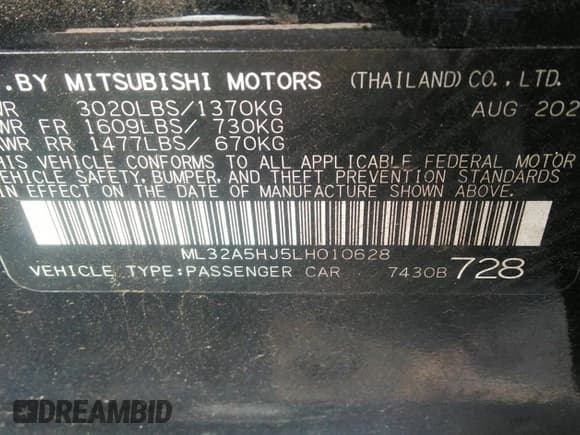 .BY MITSUBISHI MOTORS (THAILAND) CO., LTD.
WR 3020LBS/1370KG AUG 202
WR FR 1609LBS/ 730KG
AWR RR 1477LBS/ 670KG
HIS VEHICLE CONFORMS TO ALL APPLICABLE FEDERAL MOTOR
EHICLE SAFETY, BUMPER, AND THEFT PREVENTION STANDARDS
IN EFFECT ON THE DATE OF MANUFACTURE SHOWN ABOVE.
ML32A5HJ5LH010628
VEHICLE TYPE:PASSENGER CAR 7430B 728
DREAMBID